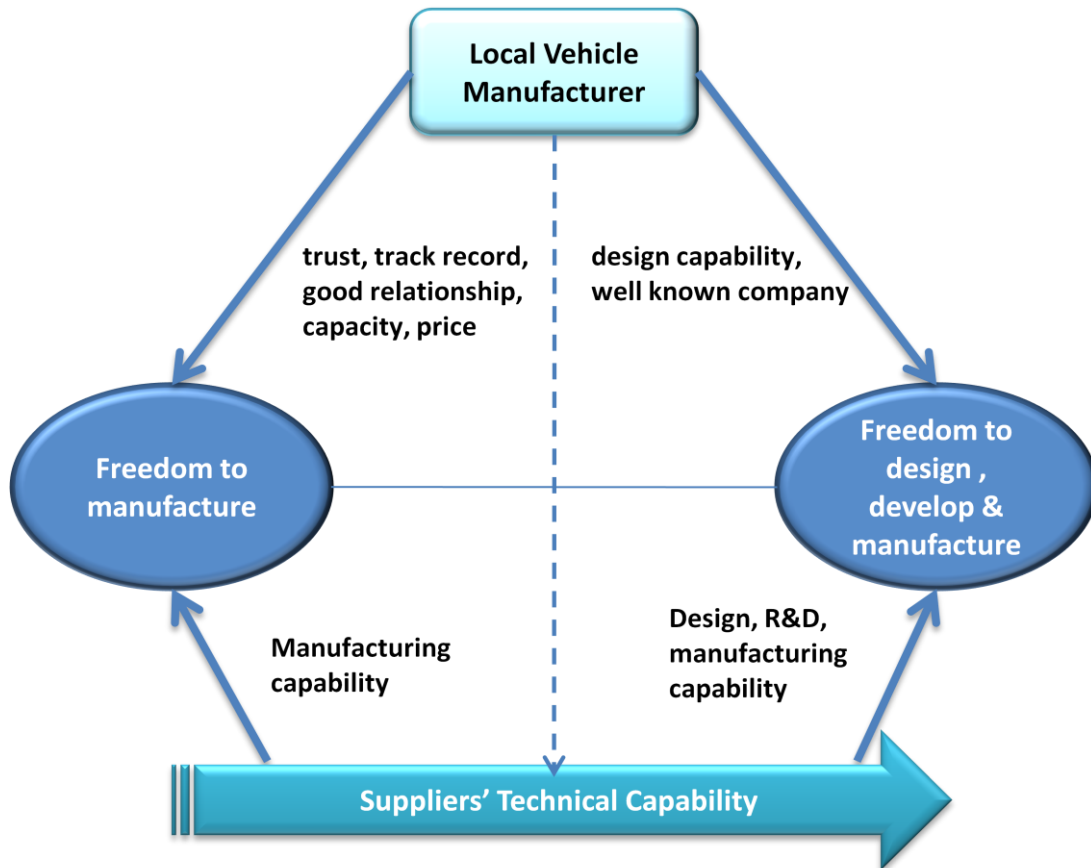 Local Vehicle
Manufacturer
trust, track record,
good relationship,
capacity, price
design capability,
well known company
Freedom to
manufacture
Freedom to
design ,
develop &
manufacture
Manufacturing
capability
Design, R&D,
manufacturing
capability
Suppliers’ Technical Capability